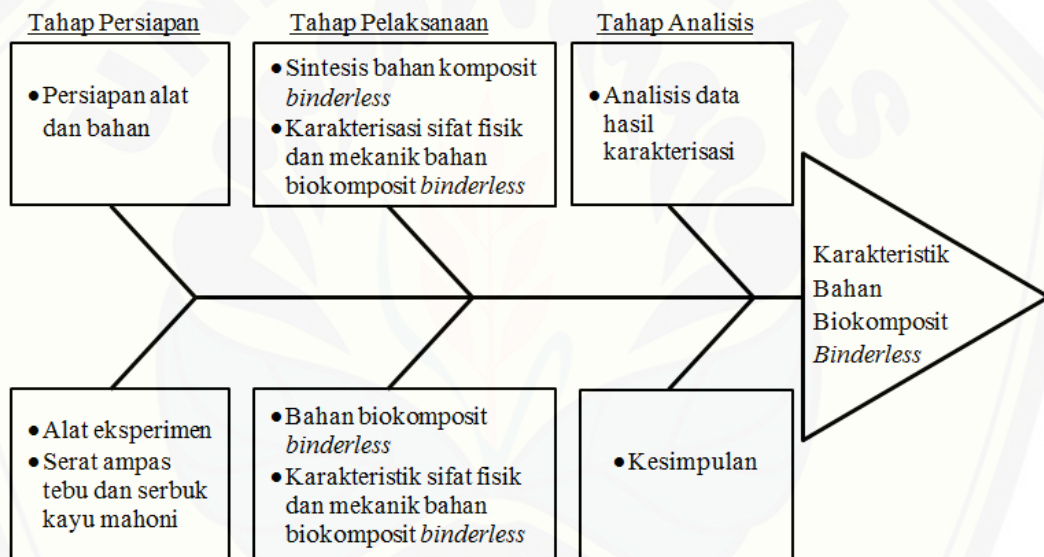 Tahap Persiapan
Tahap Pelaksanaan
Tahap Analisis
• Persiapan alat
dan bahan
• Sintesis bahan komposit
binderless
• Karakterisasi sifat fisik
dan mekanik bahan
biokomposit binderless
• Analisis data
hasil
karakterisasi
Karakteristik
Bahan
Biokomposit
Binderless
• Alat eksperimen
• Serat ampas
tebu dan serbuk
kayu mahoni
• Bahan biokomposit
binderless
• Karakteristik sifat fisik
dan mekanik bahan
biokomposit binderless
• Kesimpulan